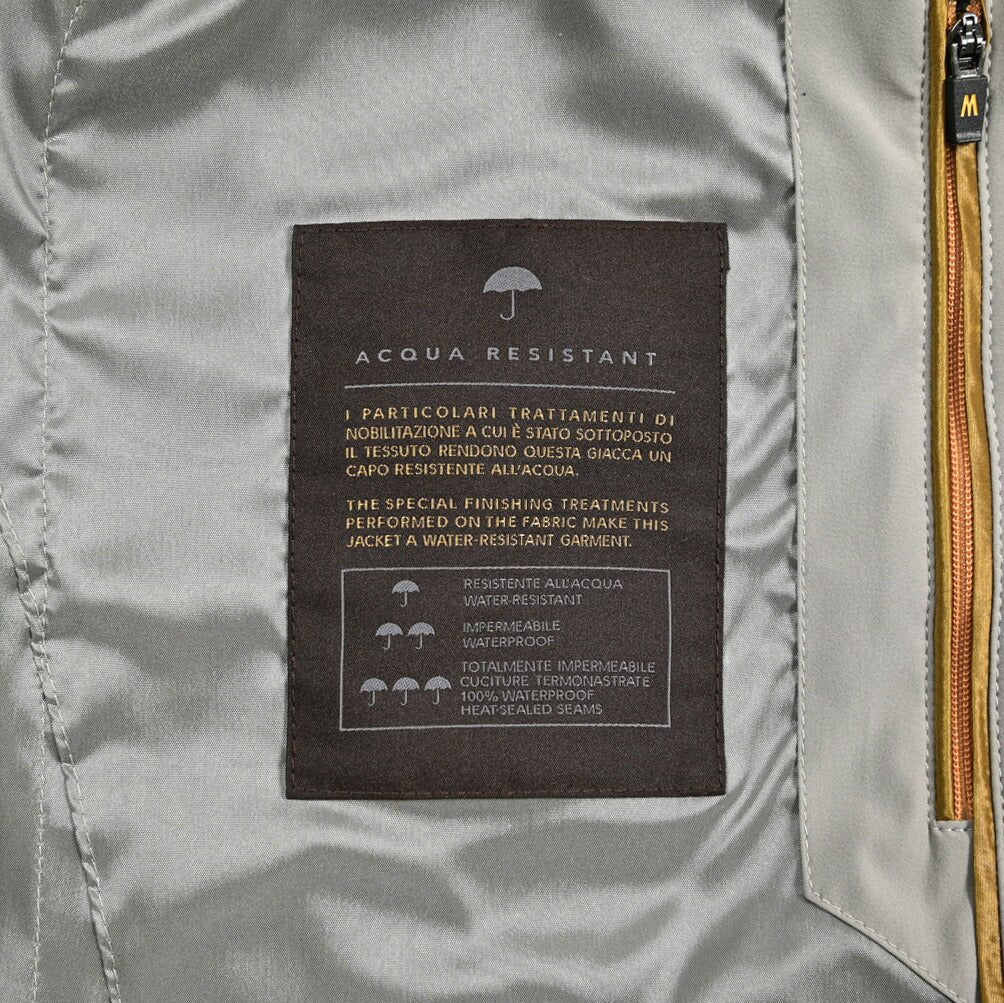 M
ACQUA RESISTANT
I PARTICOLARI TRATTAMENTI DI
NOBILITAZIONE A CUI È STATO SOTTOPOSTO
IL TESSUTO RENDONO QUESTA GIACCA UN
CAPO RESISTENTE ALL'ACQUA.
THE SPECIAL FINISHING TREATMENTS
PERFORMED ON THE FABRIC MAKE THIS
JACKET A WATER-RESISTANT GARMENT.
RESISTENTE ALL'ACQUA
WATER-RESISTANT
IMPERMEABILE
WATERPROOF
TOTALMENTE IMPERMEABILE
CUCITURE TERMONASTRATE
100% WATERPROOF
HEAT-SEALED SEAMS